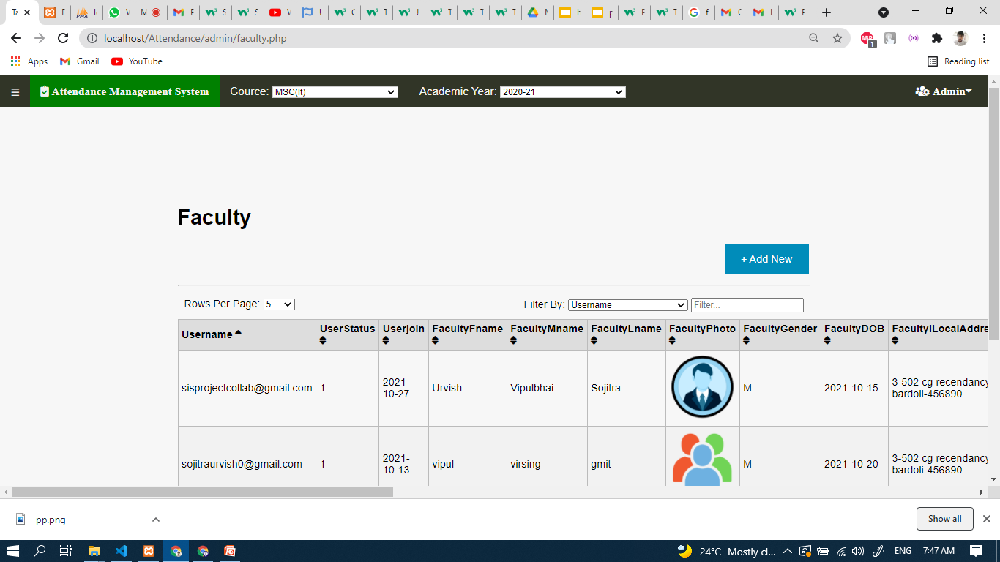 Ta
localhost/Attendance/admin/faculty.php
ABP
1
Apps Gmail YouTube Reading list
☰ Attendance Management System Cource: MSC(It) Academic Year: 2020-21 Admin
Faculty
+ Add New
Rows Per Page: 5 Filter By: Username Filter...
Username UserStatus Userjoin FacultyFname FacultyMname FacultyLname FacultyPhoto FacultyGender FacultyDOB FacultylLocalAddre
sisprojectcollab@gmail.com 1 2021-10-27 Urvish Vipulbhai Sojitra M 2021-10-15 3-502 cg recendancy bardoli-456890
sojitraurvish0@gmail.com 1 2021-10-13 vipul virsing gmit M 2021-10-20 3-502 cg recendancy bardoli-456890
pp.png Show all
24°C Mostly cl... ENG 7:47 AM